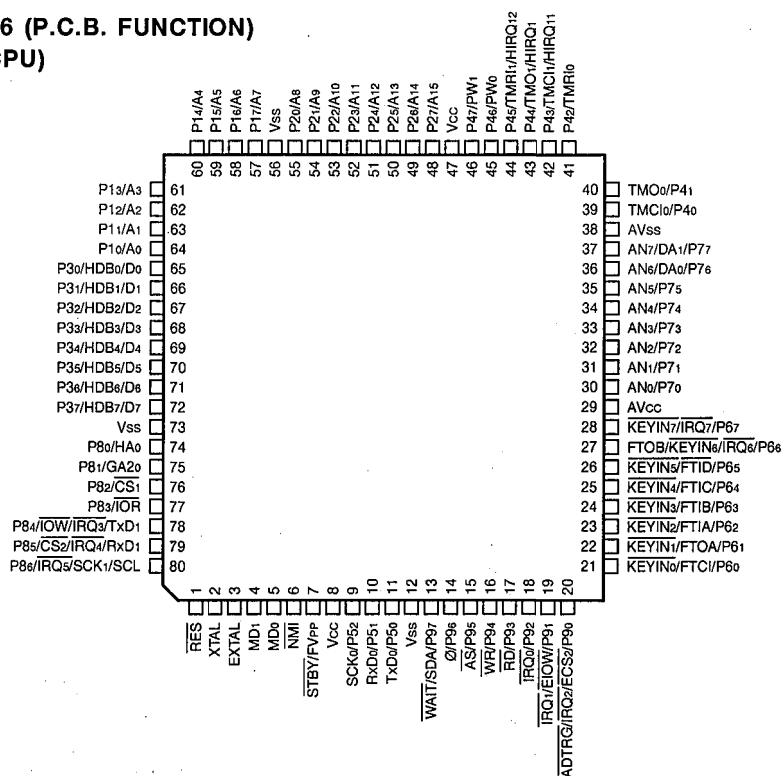 6 (P.C.B. FUNCTION)
CPU)
P14/A4
P15/A5
P16/A6
P17/A7
Vss
P20/A8
P21/A9
P22/A10
P23/A11
P24/A12
P25/A13
P26/A14
P27/A15
Vcc
P47/PW1
P46/PW0
P45/TMRI1/HIRQ12
P44/TMO1/HIRQ1
P43/TMCI1/HIRQ11
P42/TMRI0
60 59 58 57 56 55 54 53 52 51 50 49 48 47 46 45 44 43 42 41
P13/A3 61
P12/A2 62
P11/A1 63
P10/A0 64
P30/HDB0/D0 65
P31/HDB1/D1 66
P32/HDB2/D2 67
P33/HDB3/D3 68
P34/HDB4/D4 69
P35/HDB5/D5 70
P36/HDB6/D6 71
P37/HDB7/D7 72
Vss 73
P80/HA0 74
P81/GA20 75
P82/CS1 76
P83/IOR 77
P84/IOW/IRQ3/TxD1 78
P85/CS2/IRQ4/RxD1 79
P86/IRQ5/SCK1/SCL 80
40 TMO0/P41
39 TMCI0/P40
38 AVss
37 AN7/DA1/P77
36 AN6/DA0/P76
35 AN5/P75
34 AN4/P74
33 AN3/P73
32 AN2/P72
31 AN1/P71
30 AN0/P70
29 AVcc
28 KEYIN7/IRQ7/P67
27 FTOB/KEYIN6/IRQ6/P66
26 KEYIN5/FTID/P65
25 KEYIN4/FTIC/P64
24 KEYIN3/FTIB/P63
23 KEYIN2/FTIA/P62
22 KEYIN1/FTOA/P61
21 KEYIN0/FTCI/P60
1 2 3 4 5 6 7 8 9 10 11 12 13 14 15 16 17 18 19 20
RES
XTAL
EXTAL
MD1
MD0
NMI
STBY/FVPP
Vcc
SCK0/P52
RxD0/P51
TxD0/P50
Vss
WAIT/SDA/P97
Ø/P96
AS/P95
WR/P94
RD/P93
IRQ0/P92
IRQ1/EIOW/P91
ADTRG/IRQ2/ECS2/P90